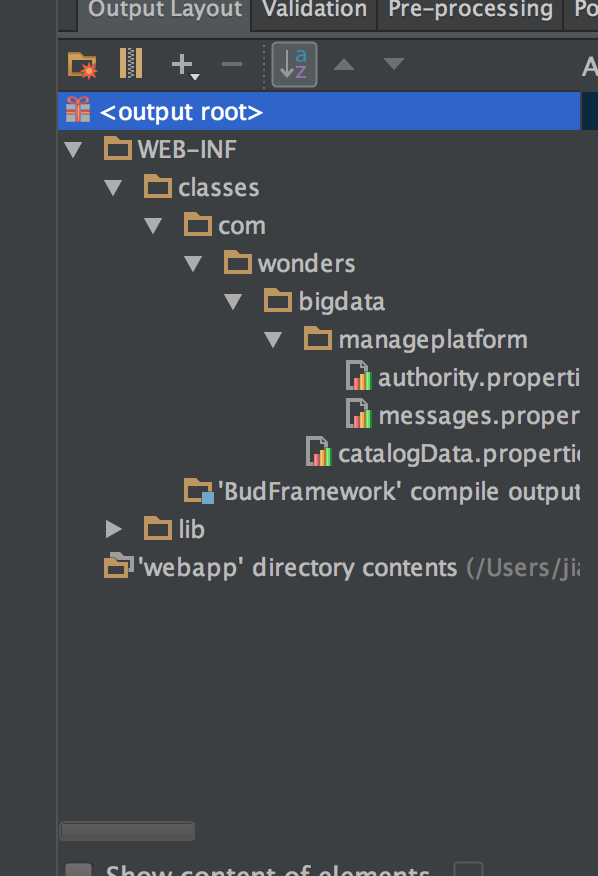 Output Layout Validation Pre-processing Po
a z A
<output root>
WEB-INF
classes
com
wonders
bigdata
manageplatform
authority.properti
messages.proper
catalogData.propertie
'BudFramework' compile output
lib
'webapp' directory contents (/Users/jia
Show content of elements